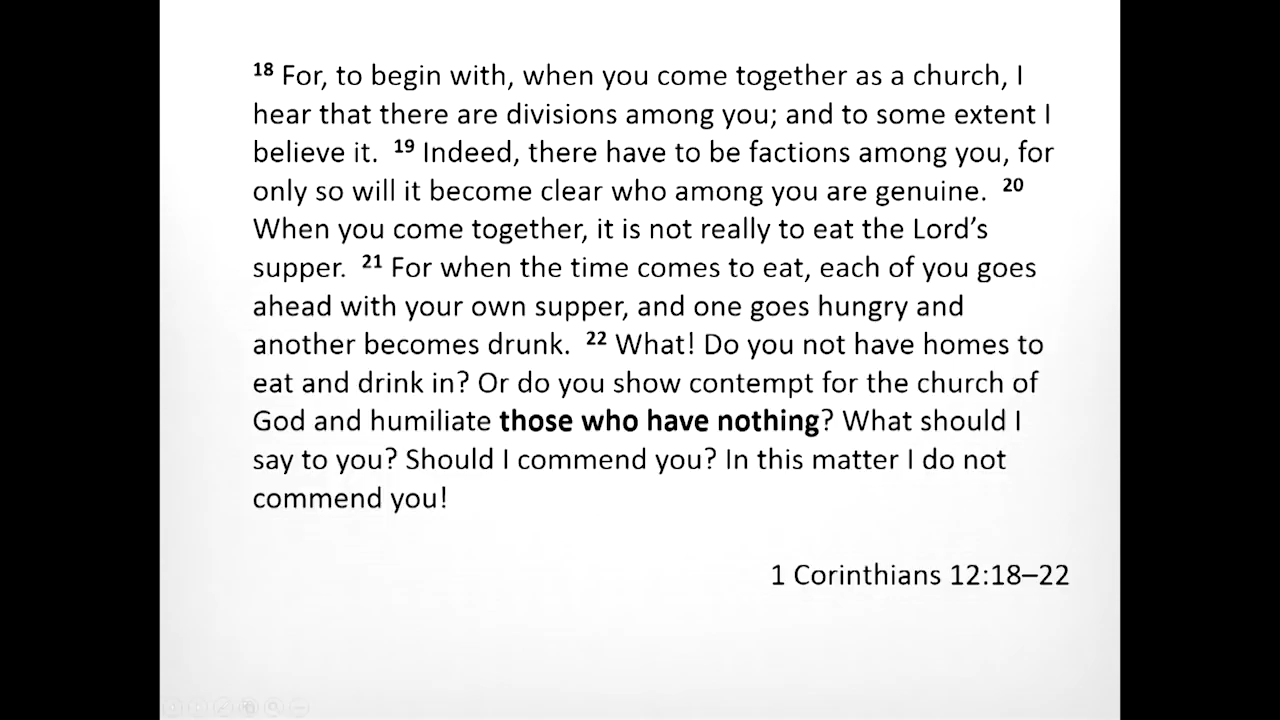 18 For, to begin with, when you come together as a church, I
hear that there are divisions among you; and to some extent I
believe it. 19 Indeed, there have to be factions among you, for
only so will it become clear who among you are genuine. 20
When you come together, it is not really to eat the Lord’s
supper. 21 For when the time comes to eat, each of you goes
ahead with your own supper, and one goes hungry and
another becomes drunk. 22 What! Do you not have homes to
eat and drink in? Or do you show contempt for the church of
God and humiliate those who have nothing? What should I
say to you? Should I commend you? In this matter I do not
commend you!
1 Corinthians 12:18–22